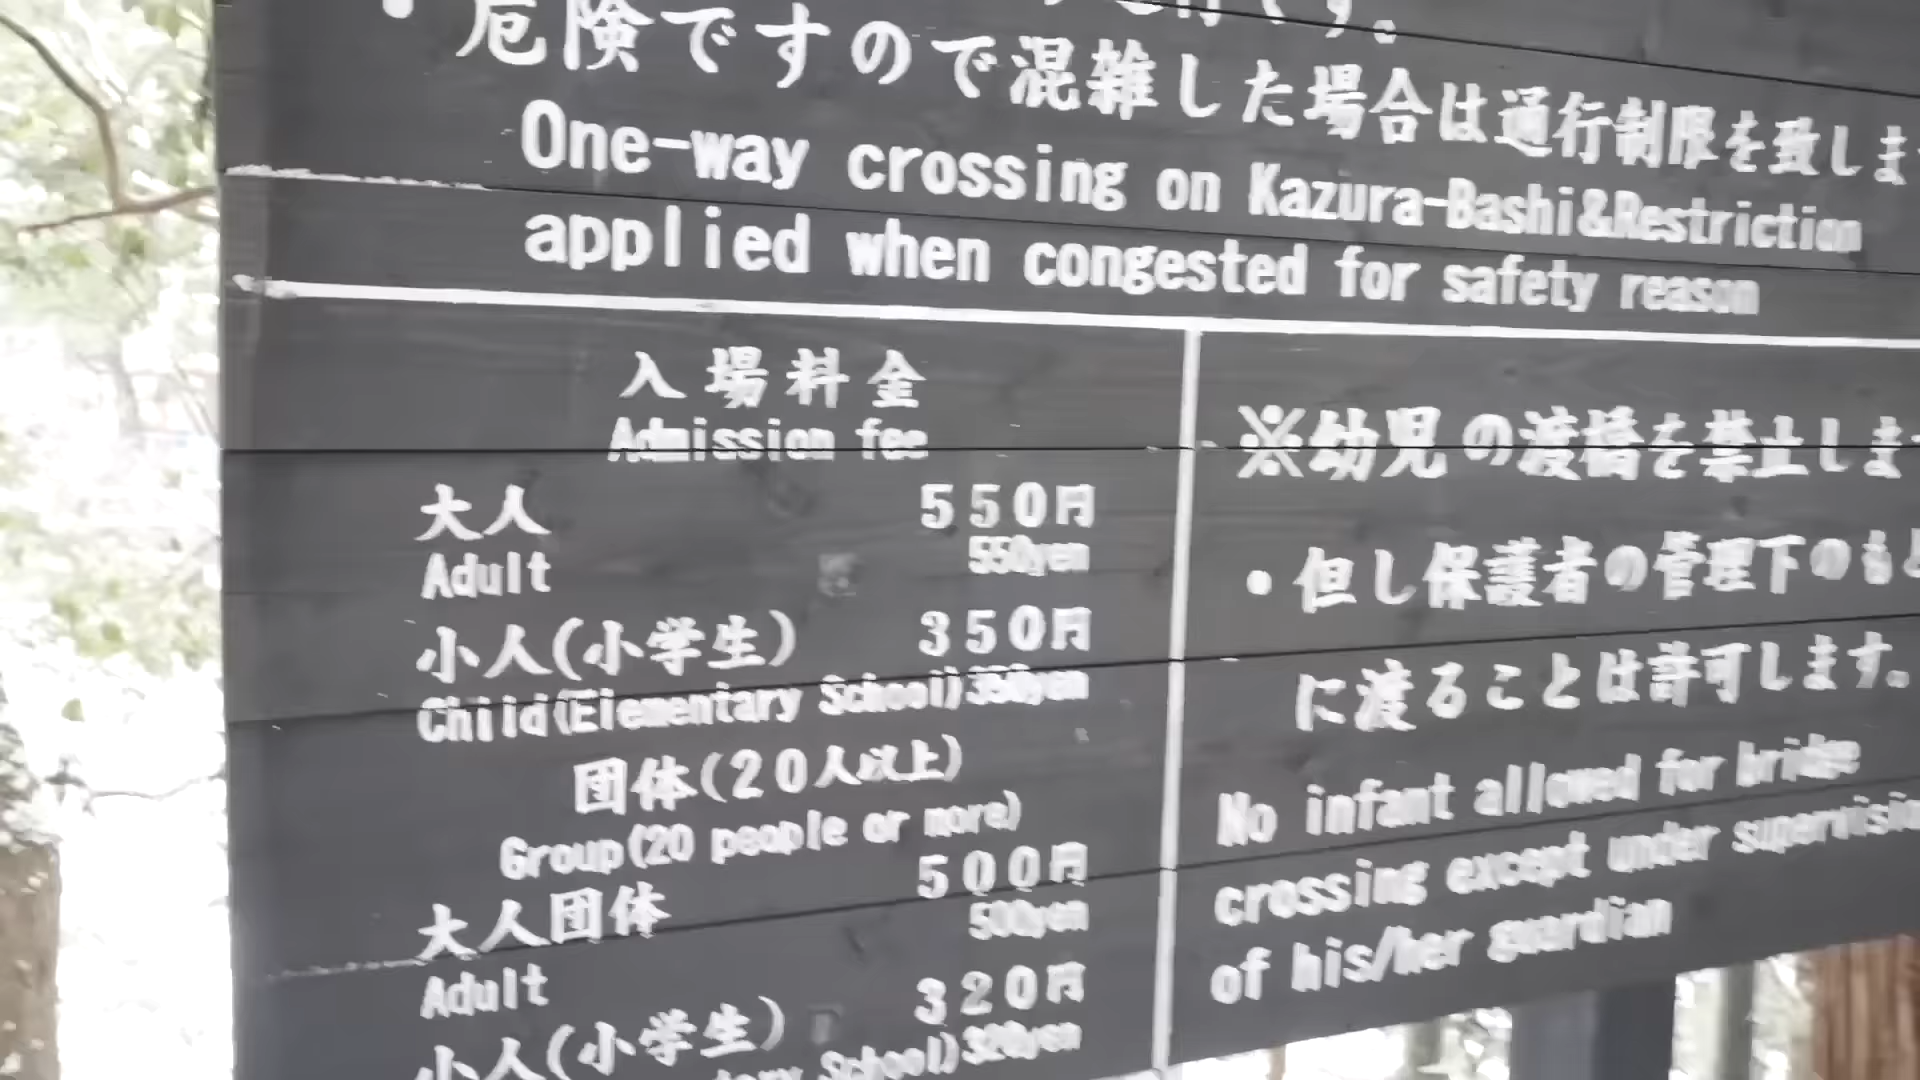 ・危険ですので混雑した場合は通行制限を致しま
One-way crossing on Kazura-Bashi&Restriction
applied when congested for safety reason
入場料金
Admission fee
大人 550円
Adult 550yen
小人(小学生) 350円
Child(Elementary School)350yen
団体(20人以上)
Group(20 people or more)
大人団体 500円
Adult 500yen
小人(小学生) 320円
School)320yen
※幼児の渡橋を禁止しま
・但し保護者の管理下のも
に渡ることは許可します。
No infant allowed for bridge
crossing except under
of his/her guardian